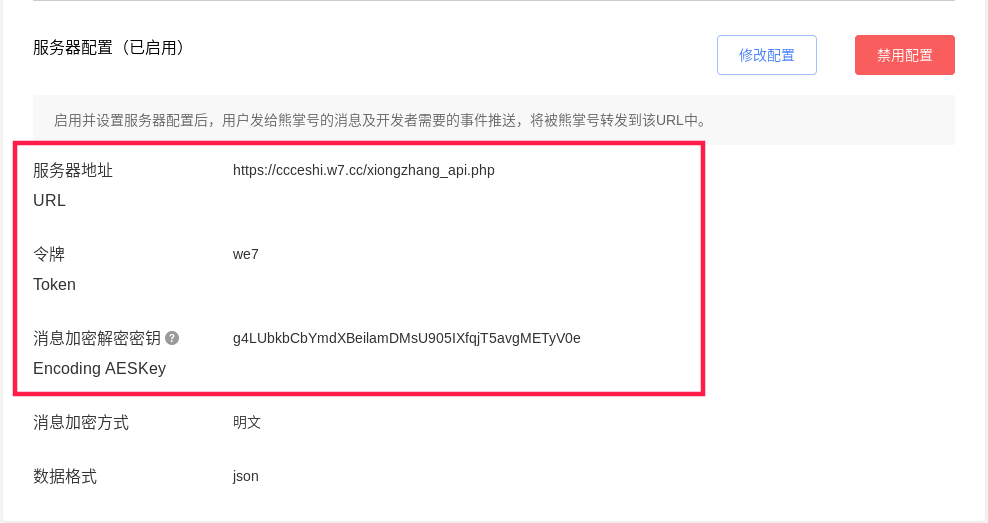 服务器配置（已启用）
修改配置
禁用配置
启用并设置服务器配置后，用户发给熊掌号的消息及开发者需要的事件推送，将被熊掌号转发到该URL中。
服务器地址
https://ccceshi.w7.cc/xiongzhang_api.php
URL
令牌
we7
Token
消息加密解密密钥 ?
g4LUbkbCbYmdXBeilamDMsU905IXfqjT5avgMETyV0e
Encoding AESKey
消息加密方式
明文
数据格式
json